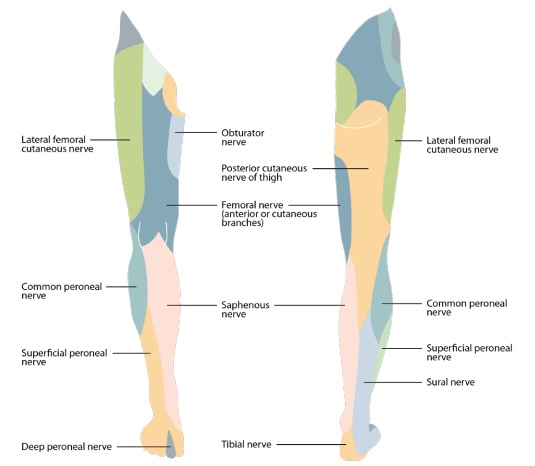 Lateral femoral
cutaneous nerve
Common peroneal
nerve
Superficial peroneal
nerve
Deep peroneal nerve
Obturator
nerve
Posterior cutaneous
nerve of thigh
Femoral nerve
(anterior or cutaneous
branches)
Saphenous
nerve
Tibial nerve
Lateral femoral
cutaneous nerve
Common peroneal
nerve
Superficial peroneal
nerve
Sural nerve